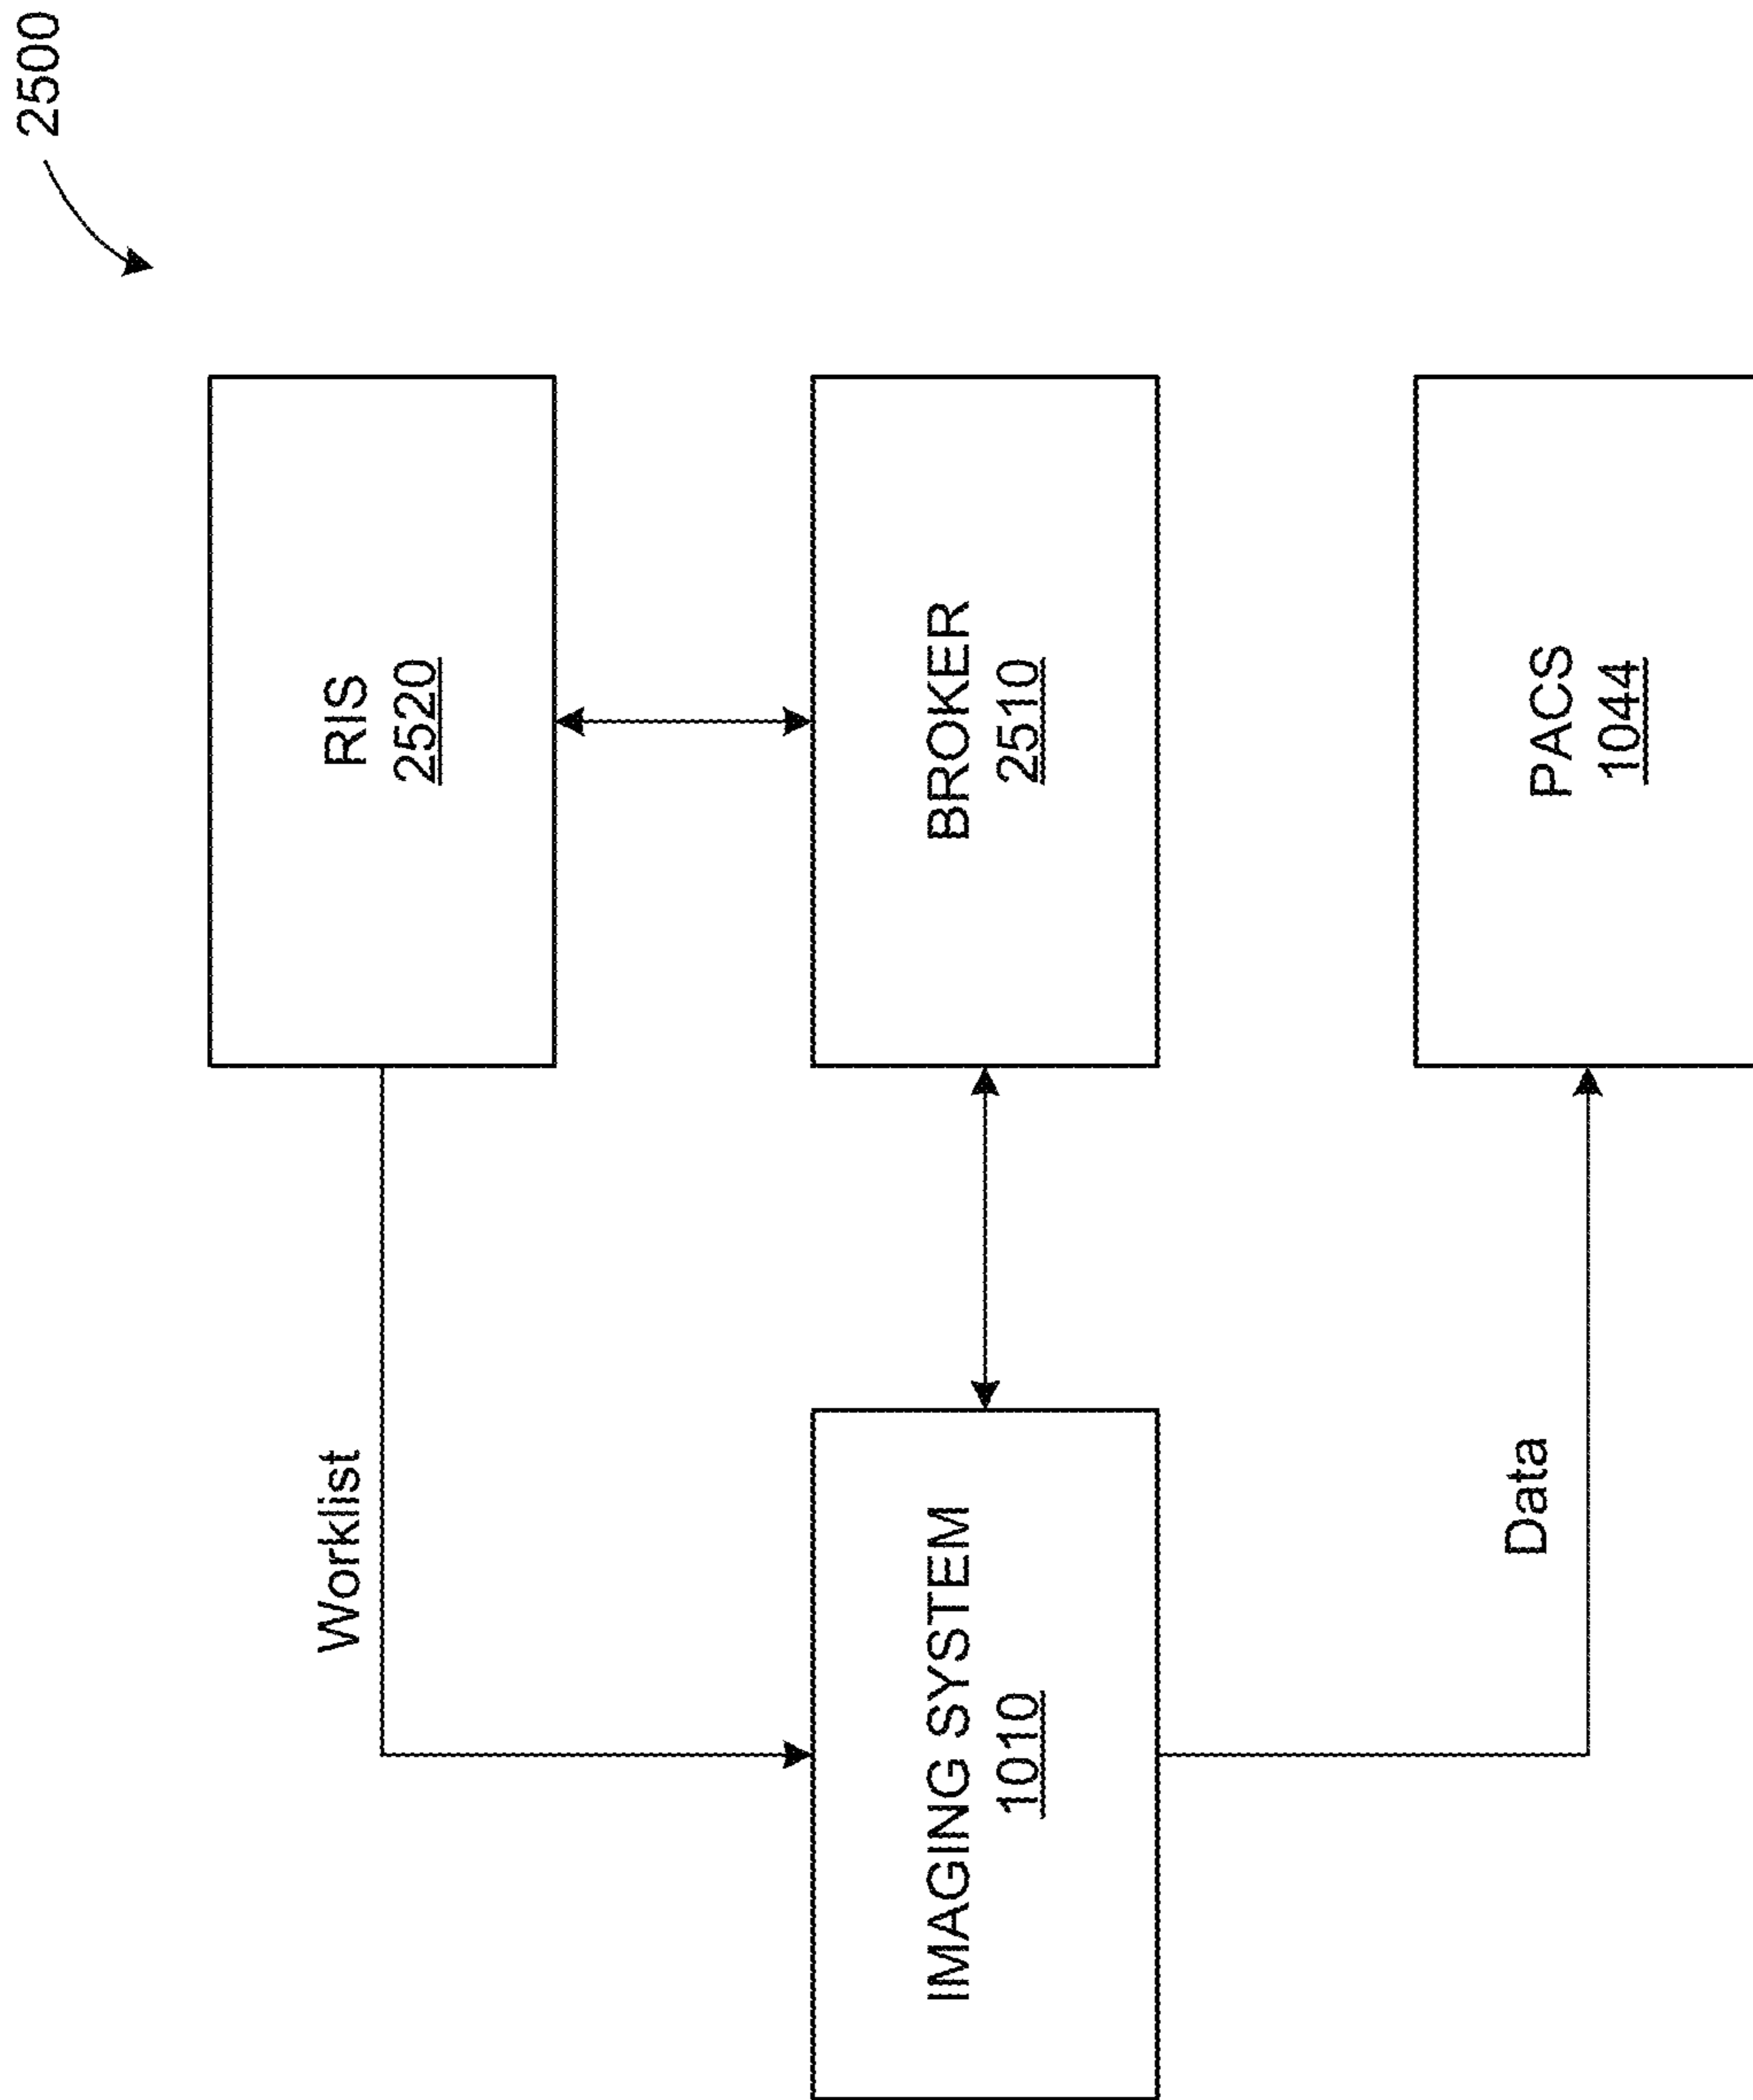 2500
RIS
2520
BROKER
2510
PACS
1044
Worklist
IMAGING SYSTEM
1010
Data